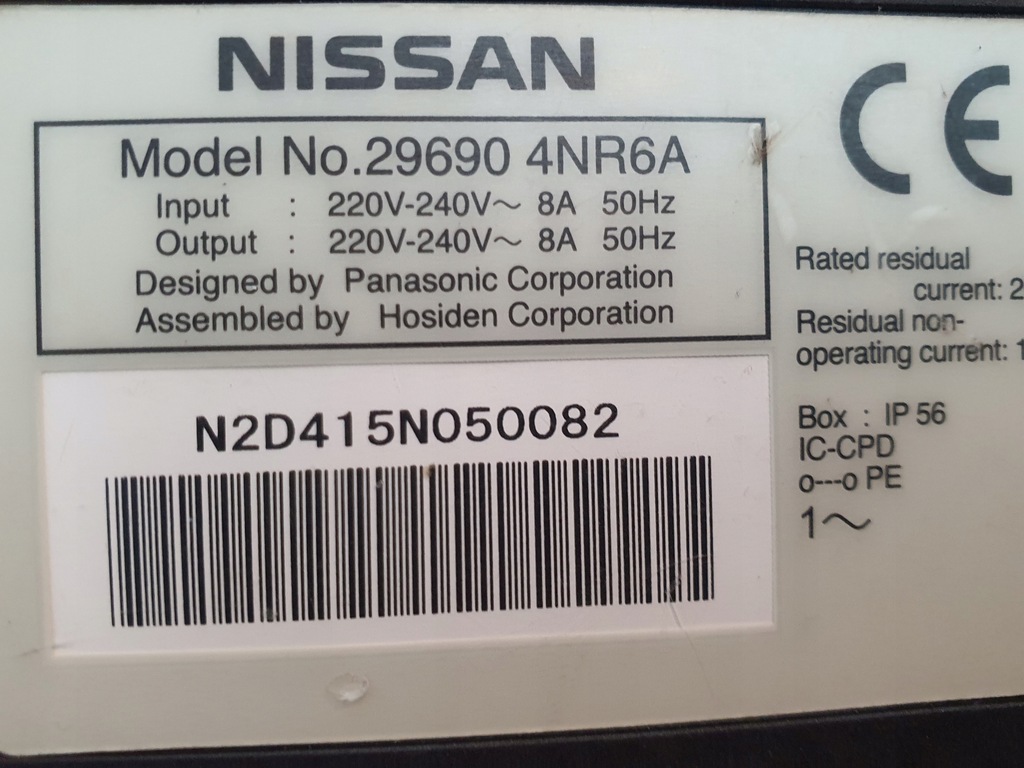 NISSAN
CE
Model No.29690 4NR6A
Input : 220V-240V～ 8A 50Hz
Output : 220V-240V～ 8A 50Hz
Designed by Panasonic Corporation
Assembled by Hosiden Corporation
N2D415N050082
Rated residual
current: 2
Residual non-
operating current: 1
Box : IP 56
IC-CPD
o---o PE
1～